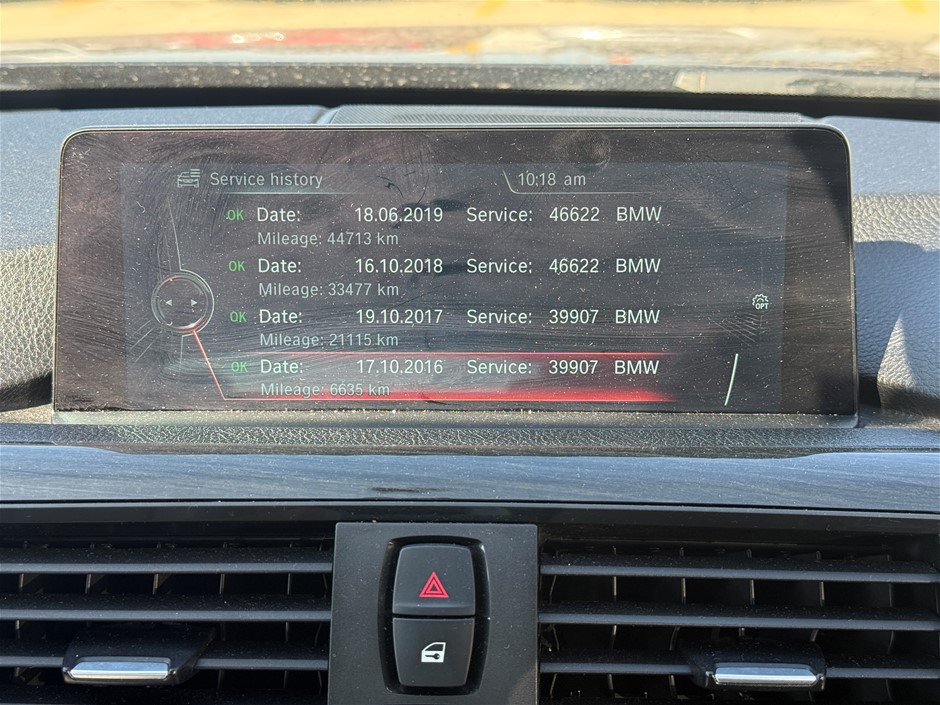 Service history 10:18 am
OK Date: 18.06.2019 Service: 46622 BMW
Mileage: 44713 km
OK Date: 16.10.2018 Service: 46622 BMW
Mileage: 33477 km
OK Date: 19.10.2017 Service: 39907 BMW
Mileage: 21115 km
OPT
OK Date: 17.10.2016 Service: 39907 BMW
Mileage: 6635 km